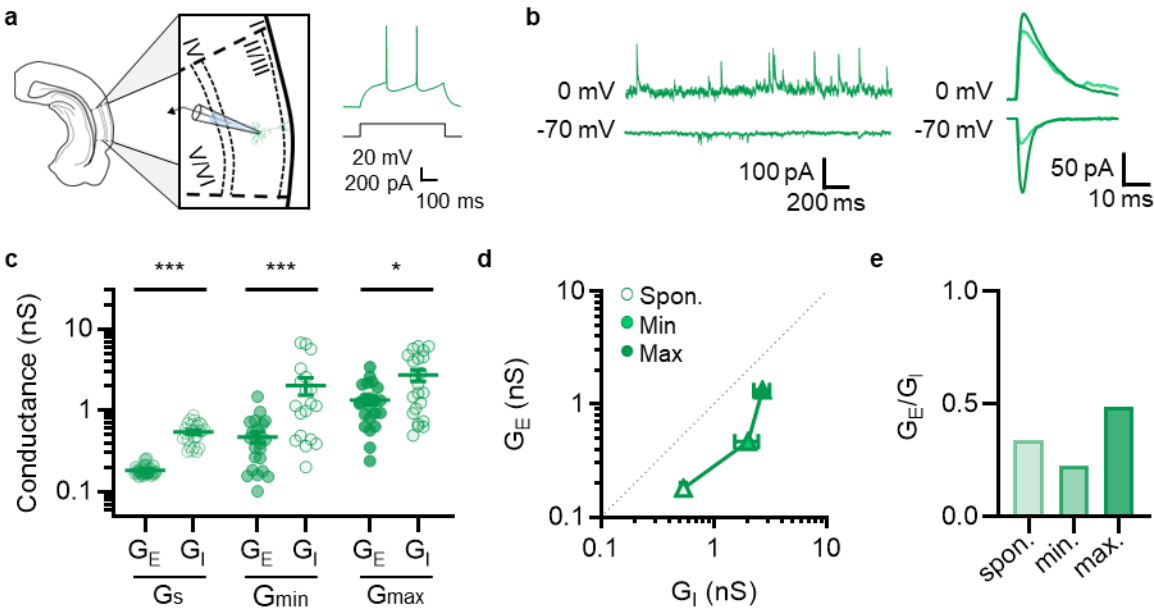 a
I
II/III
IV
V/VI
20 mV
200 pA
100 ms
b
0 mV
-70 mV
100 pA
200 ms
0 mV
-70 mV
50 pA
10 ms
c
Conductance (nS)
10
1
0.1
***
***
*
GE GI GE GI GE GI
Gs Gmin Gmax
d
GE (nS)
10
1
0.1
Spon.
Min
Max
0.1 1 10
GI (nS)
e
GE/GI
1.0
0.5
0.0
spon. min. max.